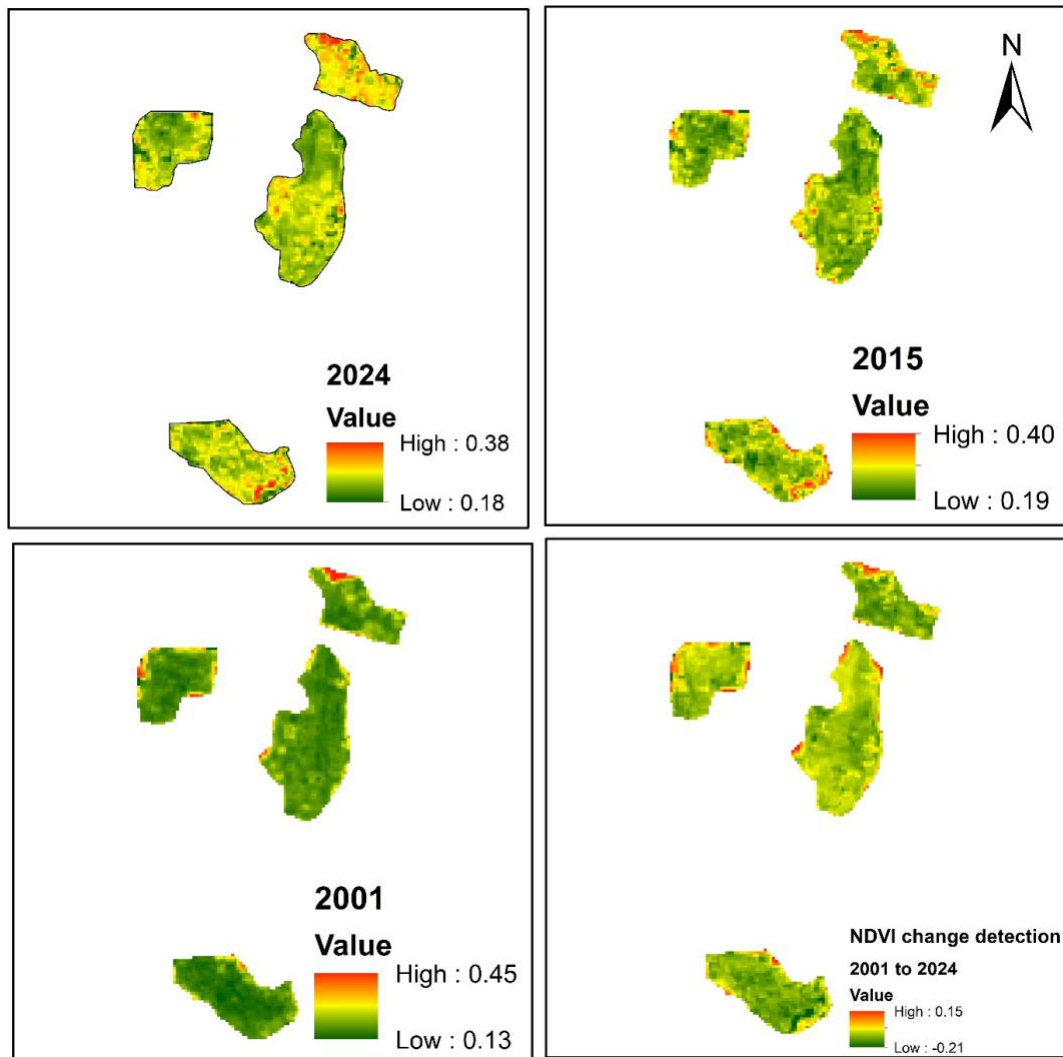 2024
Value
High : 0.38
Low : 0.18
N
2015
Value
High : 0.40
Low : 0.19
2001
Value
High : 0.45
Low : 0.13
NDVI change detection
2001 to 2024
Value
High : 0.15
Low : -0.21